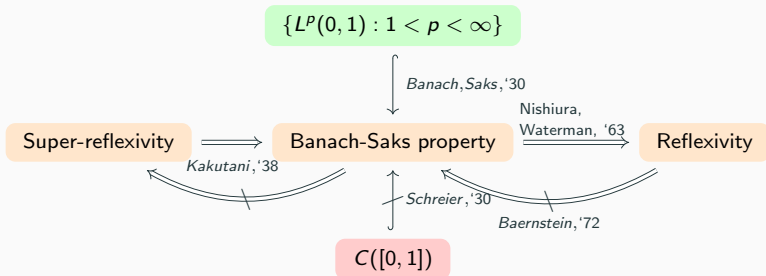 {L^p(0, 1) : 1 < p < ∞}
Banach,Saks,'30
Nishiura,
Waterman, '63
Super-reflexivity
Banach-Saks property
Reflexivity
Kakutani,'38
Schreier,'30
Baernstein,'72
C([0, 1])